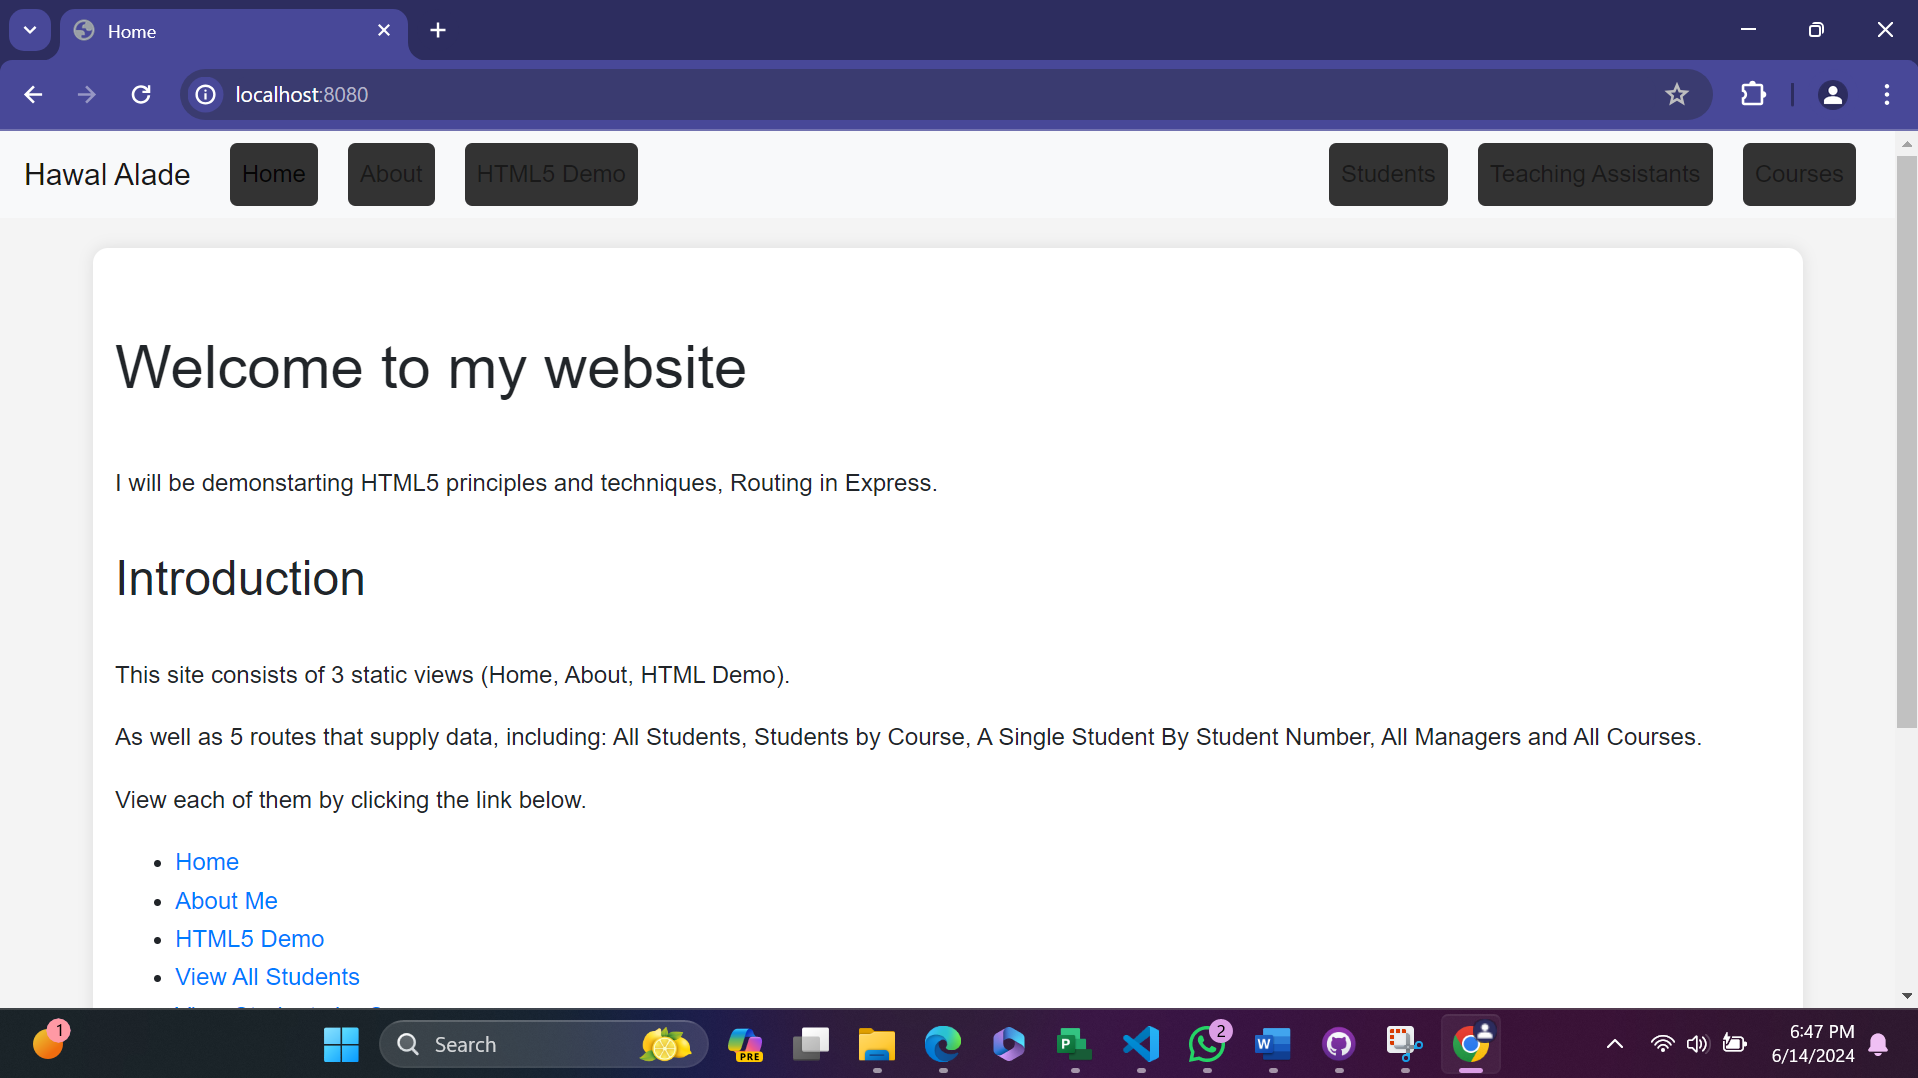 Home
localhost:8080
Hawal Alade Home About HTML5 Demo Students Teaching Assistants Courses
Welcome to my website
I will be demonstarting HTML5 principles and techniques, Routing in Express.
Introduction
This site consists of 3 static views (Home, About, HTML Demo).
As well as 5 routes that supply data, including: All Students, Students by Course, A Single Student By Student Number, All Managers and All Courses.
View each of them by clicking the link below.
Home
About Me
HTML5 Demo
View All Students
1
Search
PRE
P
2
W
6:47 PM
6/14/2024